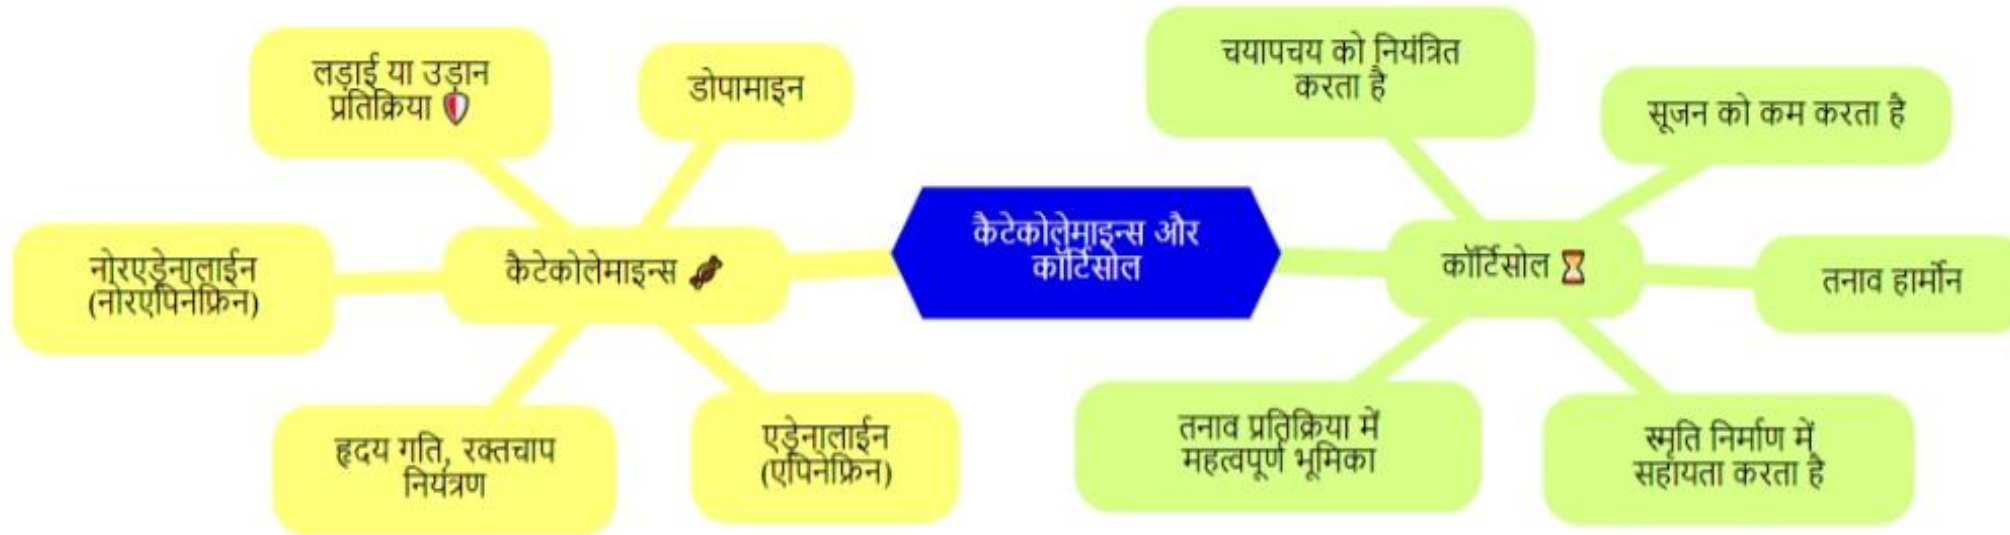 लड़ाई या उड़ान
प्रतिक्रिया
डोपामाइन
नोरएड्रेनालाईन
(नोरएपिनेफ्रिन)
कैटेकोलेमाइन्स
हृदय गति, रक्तचाप
नियंत्रण
एड्रेनालाईन
(एपिनेफ्रिन)
कैटेकोलेमाइन्स और
कॉर्टिसोल
चयापचय को नियंत्रित
करता है
सूजन को कम करता है
कॉर्टिसोल
तनाव हार्मोन
तनाव प्रतिक्रिया में
महत्वपूर्ण भूमिका
स्मृति निर्माण में
सहायता करता है